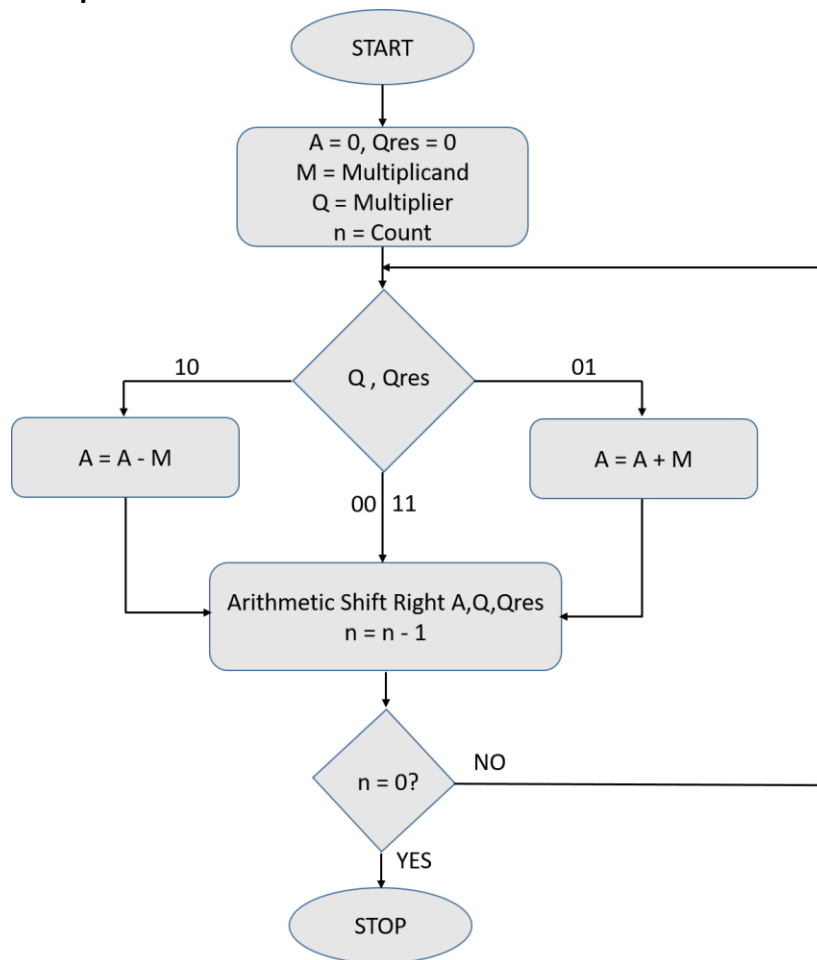 START
A = 0, Qres = 0
M = Multiplicand
Q = Multiplier
n = Count
10
Q , Qres
01
A = A - M
A = A + M
00
11
Arithmetic Shift Right A,Q,Qres
n = n - 1
n = 0?
NO
YES
STOP